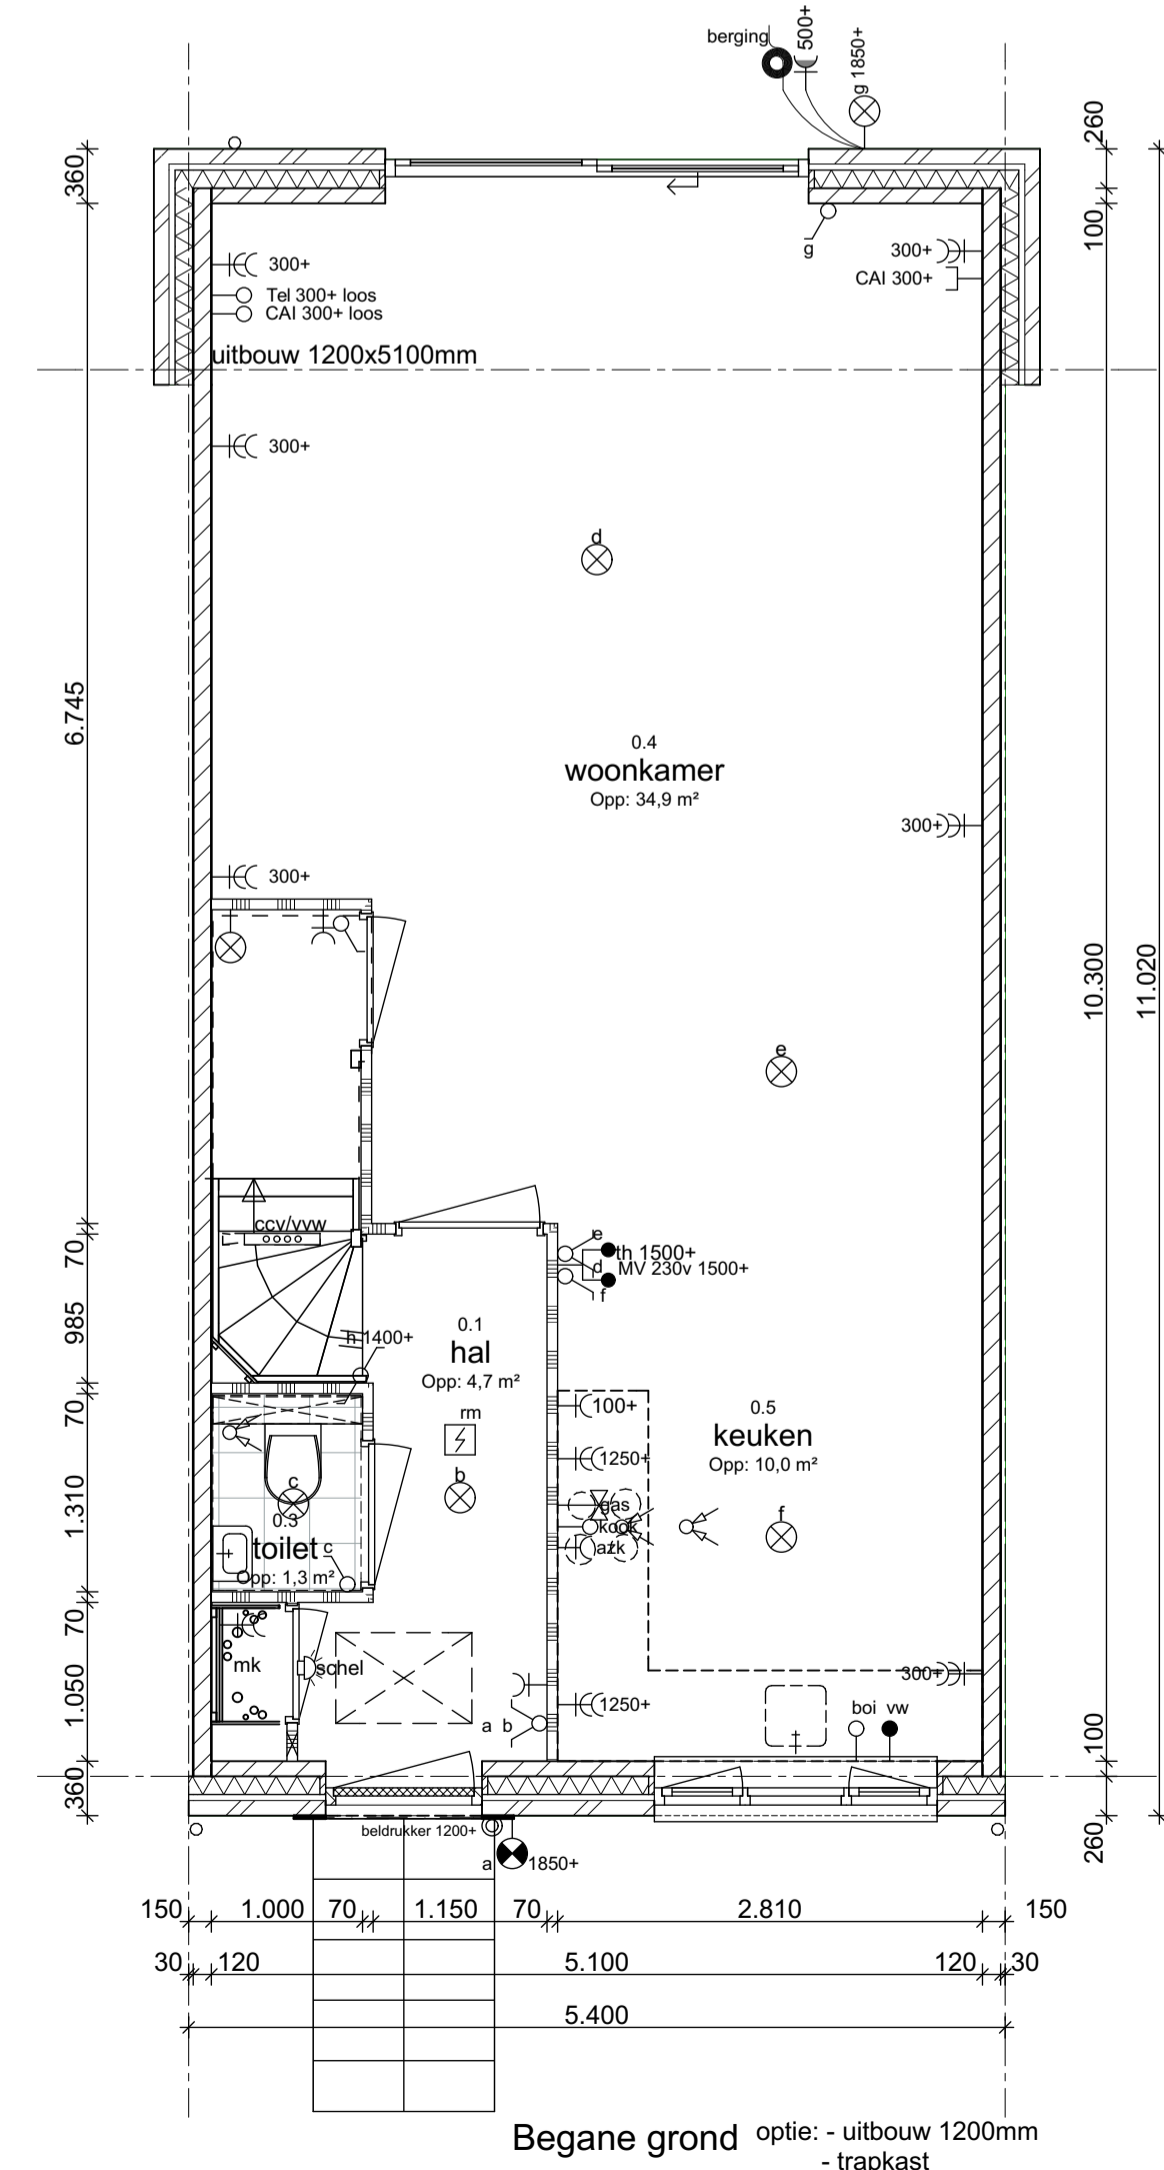 berging
500+
g 1850+
360
260
100
g
300+
Tel 300+ loos
CAI 300+ loos
300+
CAI 300+
uitbouw 1200x5100mm
300+
d
6.745
0.4
woonkamer
Opp: 34,9 m²
300+
300+
10.300
11.020
e
ccv/vvw
70
e
th 1500+
d
MV 230v 1500+
f
985
h 1400+
0.1
hal
Opp: 4,7 m²
70
rm
100+
0.5
keuken
Opp: 10,0 m²
1250+
b
c
1.310
gas
kook
azk
f
0.3
toilet
c
Opp: 1,3 m²
70
mk
schel
300+
1.050
a b
1250+
boi
vw
100
360
beldrukker 1200+
a
1850+
260
150 1.000 70 1.150 70 2.810 150
30 120 5.100 120 30
5.400
Begane grond
optie: - uitbouw 1200mm
- trapkast